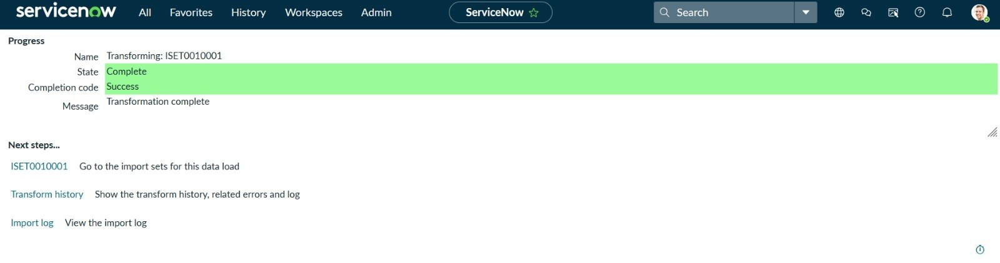 servicenow All Favorites History Workspaces Admin ServiceNow Search
Progress
Name Transforming: ISET0010001
State Complete
Completion code Success
Message Transformation complete
Next steps...
ISET0010001 Go to the import sets for this data load
Transform history Show the transform history, related errors and log
Import log View the import log